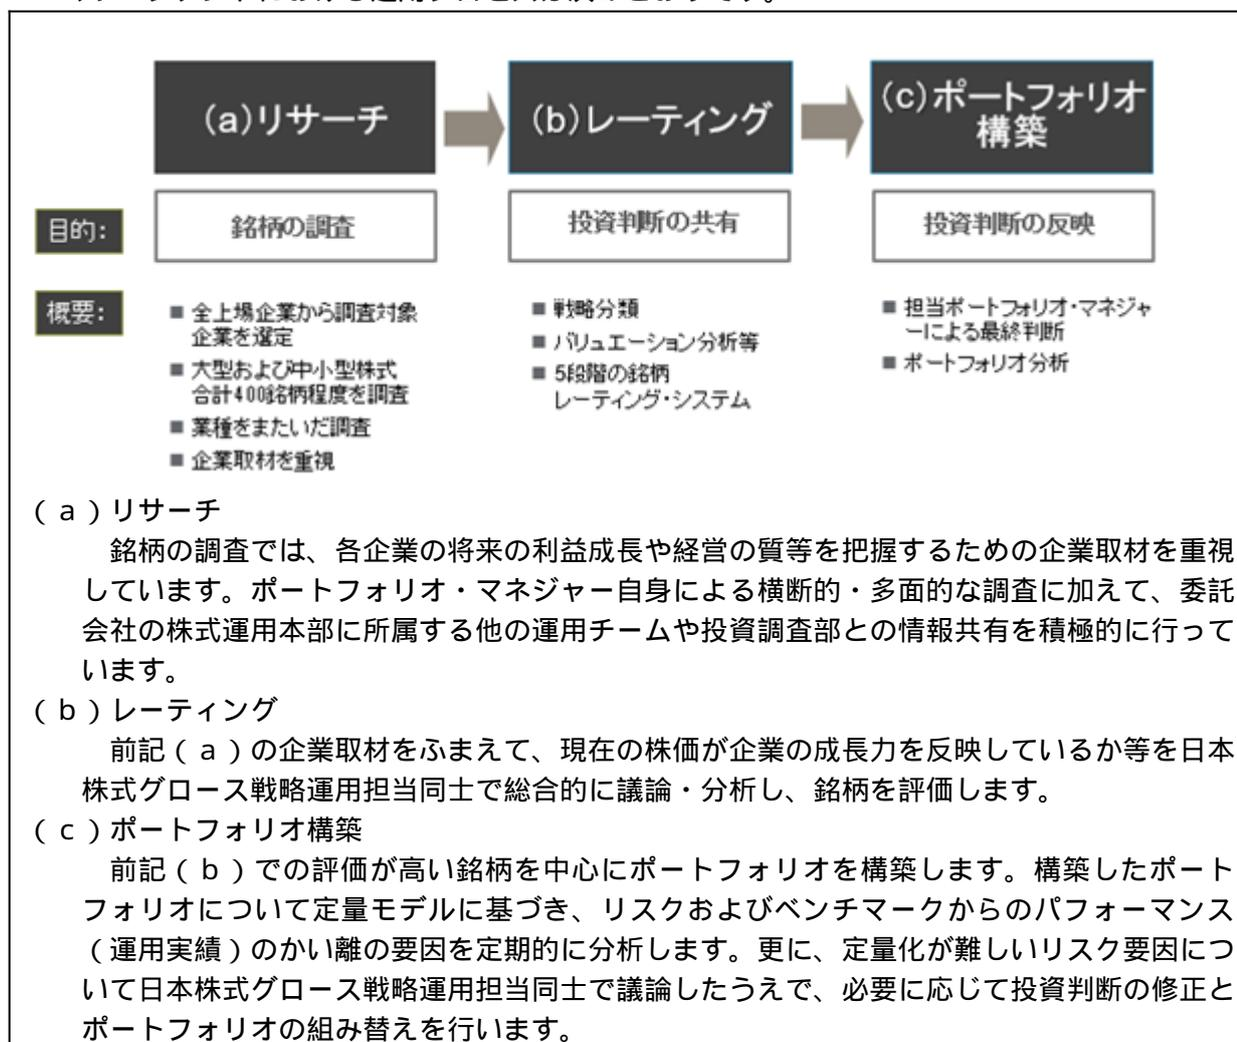 (a)リサーチ
(b)レーティング
(c)ポートフォリオ
構築
目的:
銘柄の調査
投資判断の共有
投資判断の反映
概要:
■ 全上場企業から調査対象
企業を選定
■ 大型および中小型株式
合計400銘柄程度を調査
■ 業種をまたいだ調査
■ 企業取材を重視
■ 戦略分類
■ バリュエーション分析等
■ 5段階の銘柄
レーティング・システム
■ 担当ポートフォリオ・マネジャ
ーによる最終判断
■ ポートフォリオ分析
(a)リサーチ
銘柄の調査では、各企業の将来の利益成長や経営の質等を把握するための企業取材を重視
しています。ポートフォリオ・マネジャー自身による横断的・多面的な調査に加えて、委託
会社の株式運用本部に所属する他の運用チームや投資調査部との情報共有を積極的に行って
います。
(b)レーティング
前記(a)の企業取材をふまえて、現在の株価が企業の成長力を反映しているか等を日本
株式グロース戦略運用担当同士で総合的に議論・分析し、銘柄を評価します。
(c)ポートフォリオ構築
前記(b)での評価が高い銘柄を中心にポートフォリオを構築します。構築したポート
フォリオについて定量モデルに基づき、リスクおよびベンチマークからのパフォーマンス
(運用実績)のかい離の要因を定期的に分析します。更に、定量化が難しいリスク要因につ
いて日本株式グロース戦略運用担当同士で議論したうえで、必要に応じて投資判断の修正と
ポートフォリオの組み替えを行います。